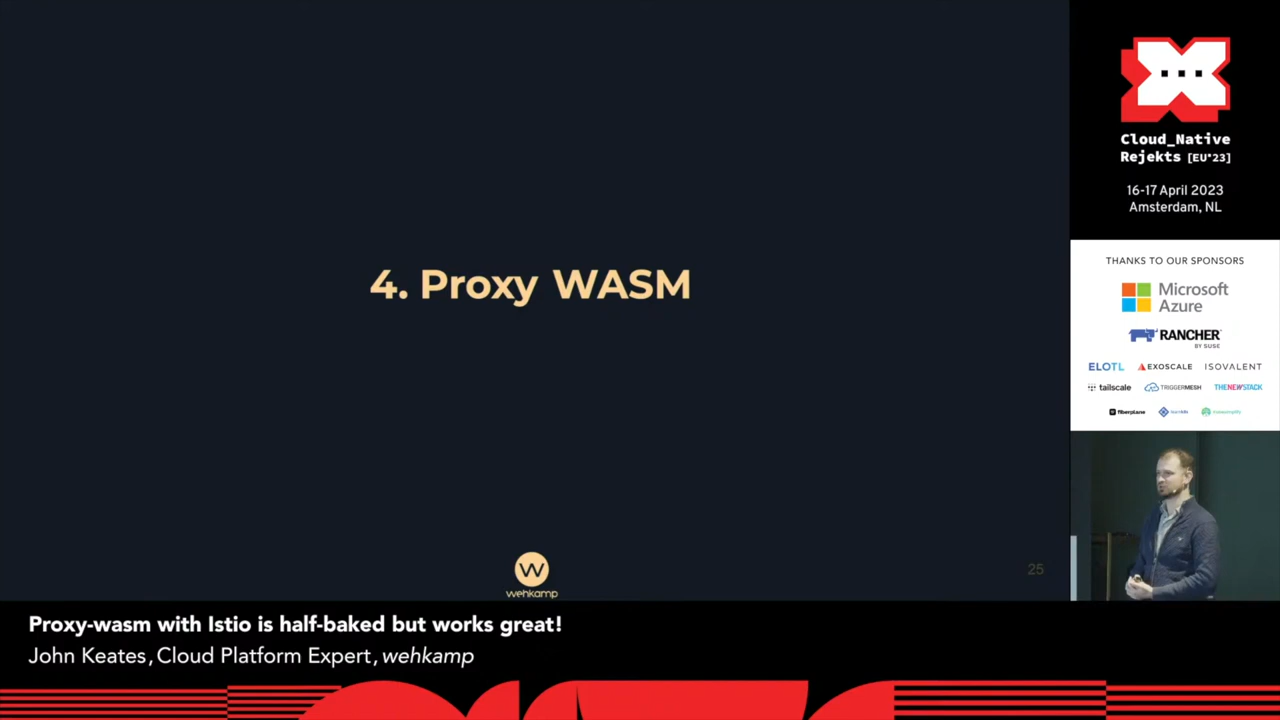 4. Proxy WASM
wehkamp
25
Cloud_Native
Rejekts [EU'23]
16-17 April 2023
Amsterdam, NL
THANKS TO OUR SPONSORS
Microsoft
Azure
RANCHER
BY SUSE
ELOTL
EXOSCALE
ISOVALENT
tailscale
TRIGGERMESH
THENEWSTACK
fiberplane
Proxy-wasm with Istio is half-baked but works great!
John Keates, Cloud Platform Expert, wehkamp